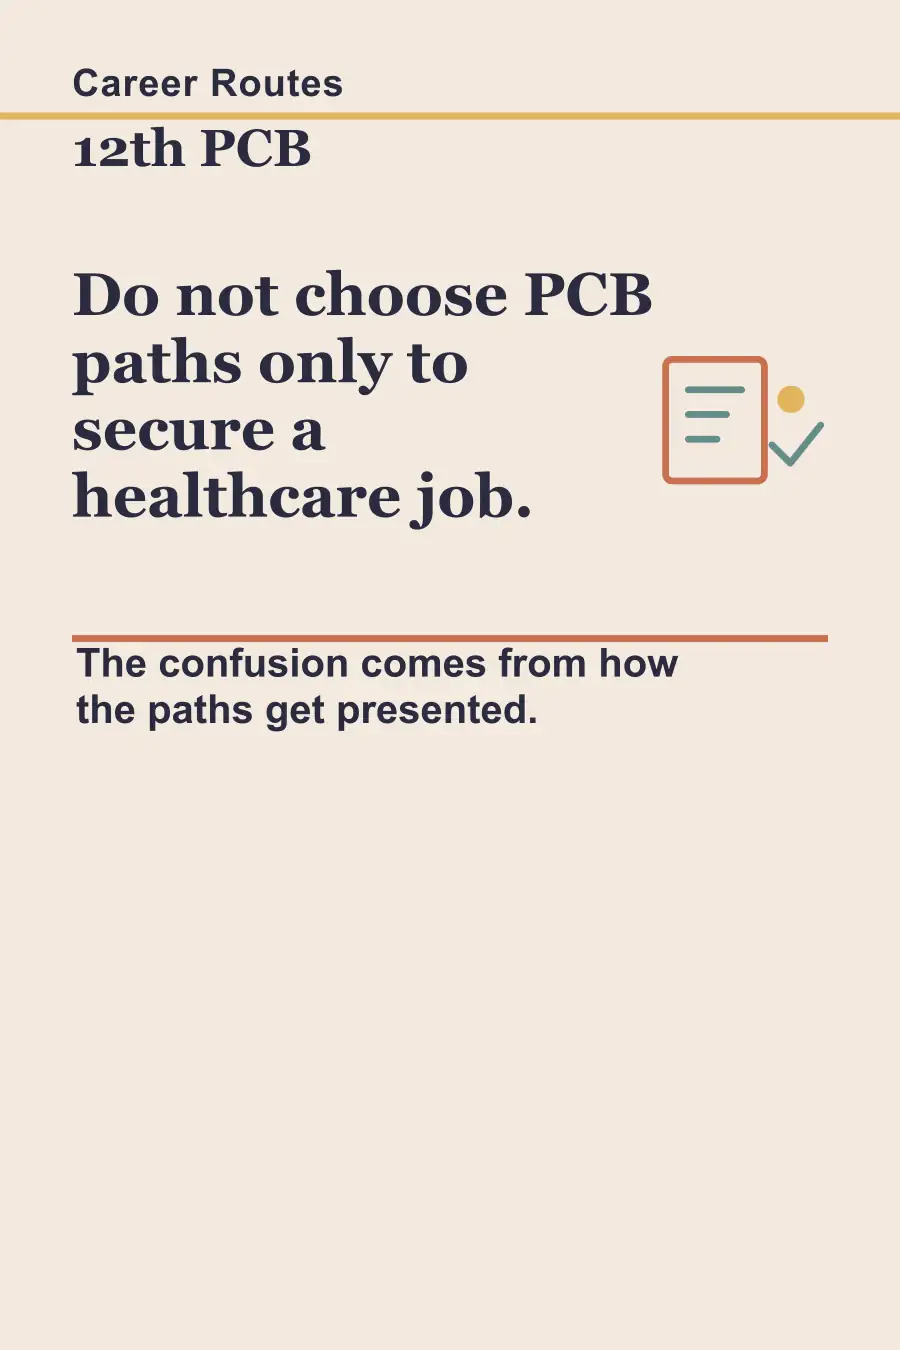 Career Routes
12th PCB
Do not choose PCB
paths only to
secure a
healthcare job.
The confusion comes from how
the paths get presented.